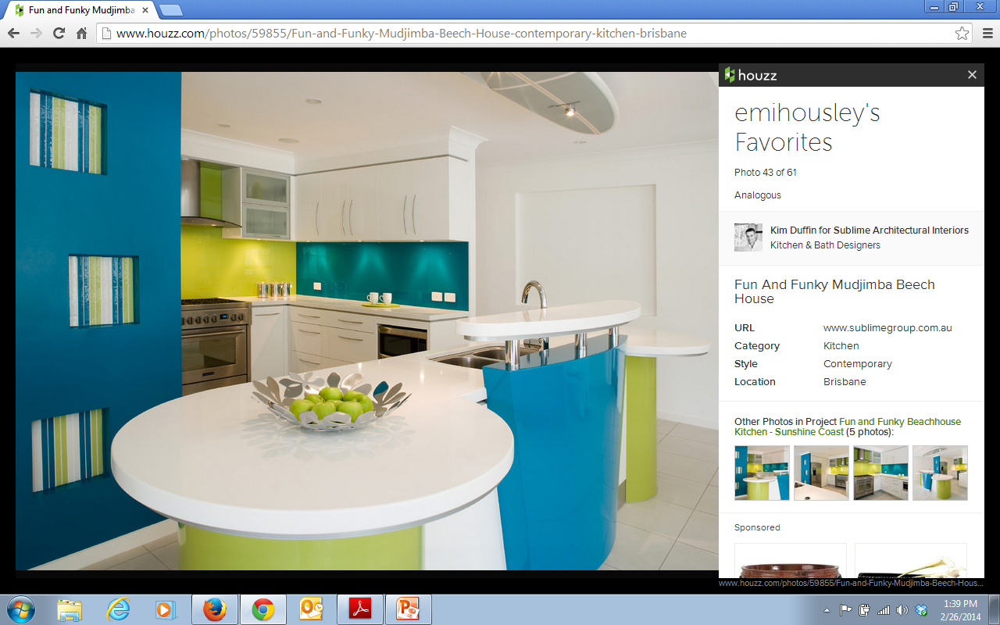 Fun and Funky Mudjimba
www.houzz.com/photos/59855/Fun-and-Funky-Mudjimba-Beech-House-contemporary-kitchen-brisbane
houzz
emihousley's
Favorites
Photo 43 of 61
Analogous
Kim Duffin for Sublime Architectural Interiors
Kitchen & Bath Designers
Fun And Funky Mudjimba Beech
House
URL www.sublimegroup.com.au
Category Kitchen
Style Contemporary
Location Brisbane
Other Photos in Project Fun and Funky Beachhouse
Kitchen - Sunshine Coast (5 photos):
Sponsored
www.houzz.com/photos/59855/Fun-and-Funky-Mudjimba-Beech-Hous...
1:39 PM
2/26/2014